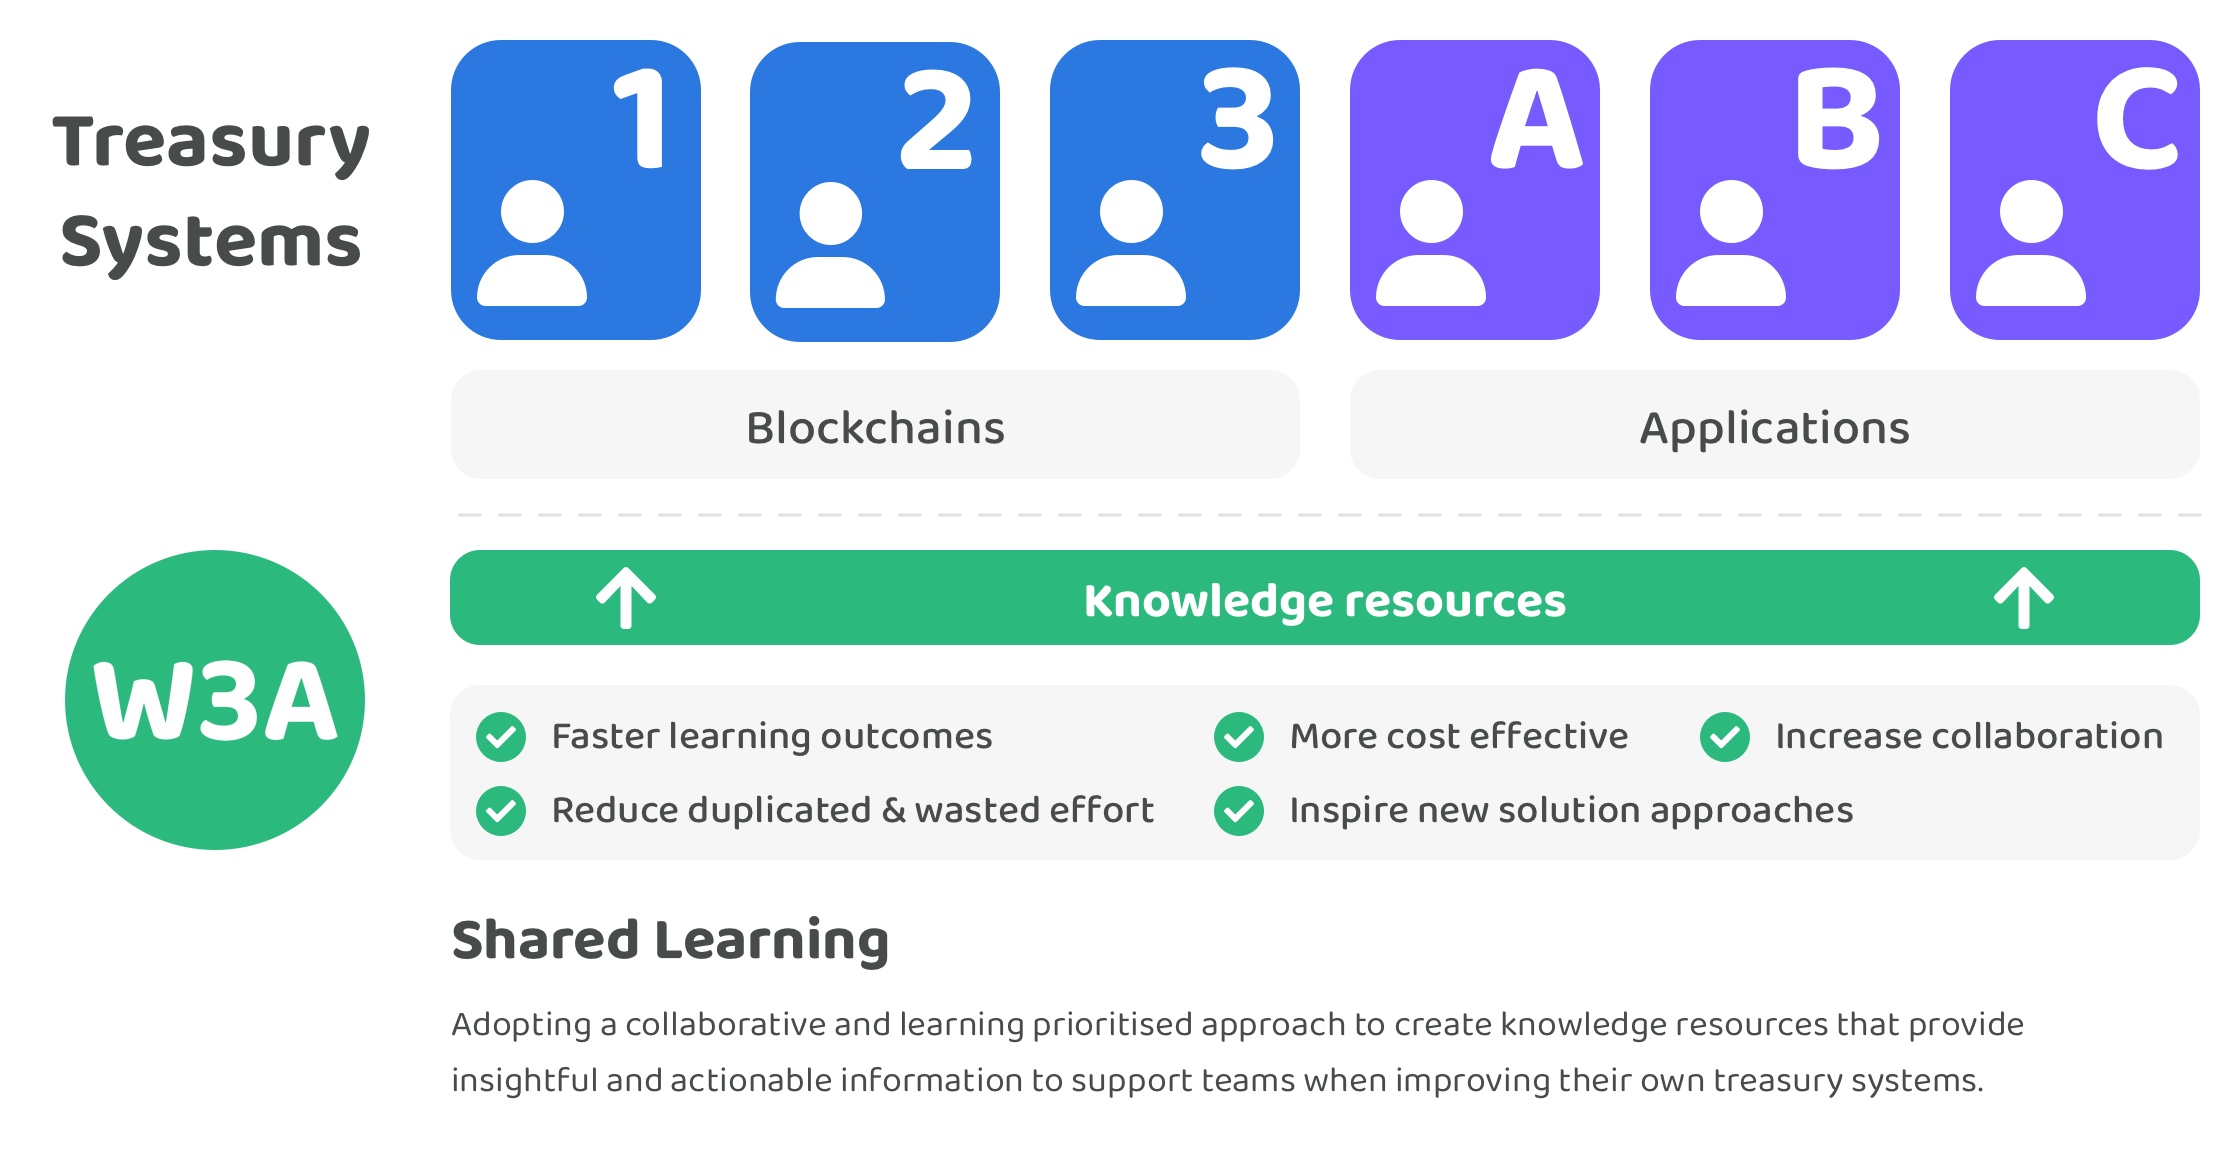 Treasury
Systems
1
2
3
A
B
C
Blockchains
Applications
W3A
Knowledge resources
Faster learning outcomes
More cost effective
Increase collaboration
Reduce duplicated & wasted effort
Inspire new solution approaches
Shared Learning
Adopting a collaborative and learning prioritised approach to create knowledge resources that provide
insightful and actionable information to support teams when improving their own treasury systems.